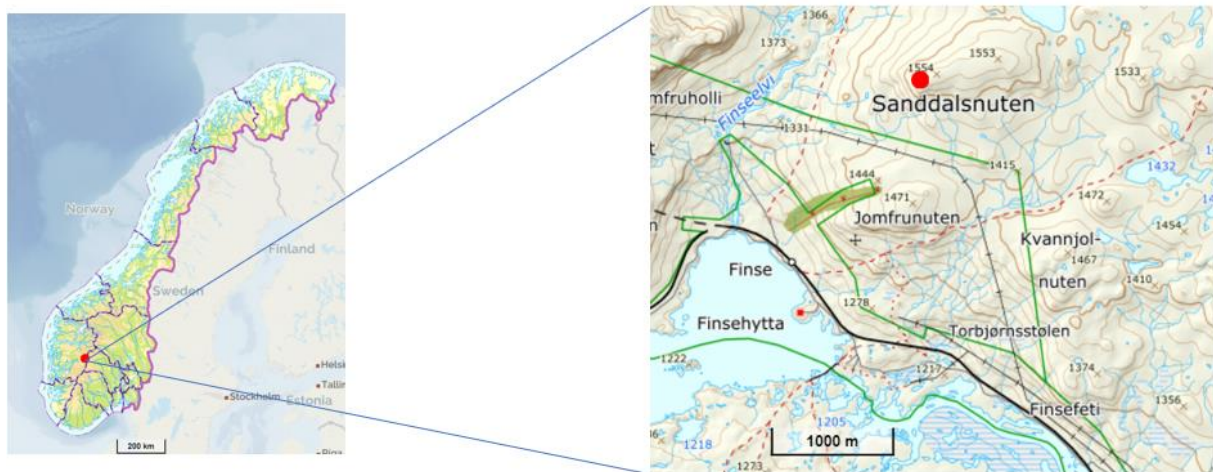 Norway
Finland
Sweden
Helsi
Tallin
Stockholm
Estonia
Riga
200 km
1366
1373
1554
1553
1533
mfruholli
Finseelvi
Sanddalsnuten
1331
1415
1432
1444
1471
1472
Jomfrunuten
Kvannjol-
nuten
1454
1467
1410
Finse
1278
Finsehytta
Torbjørnsstølen
1222
1217
1374
1356
Finsefeti
1205
1218
1273
1000 m